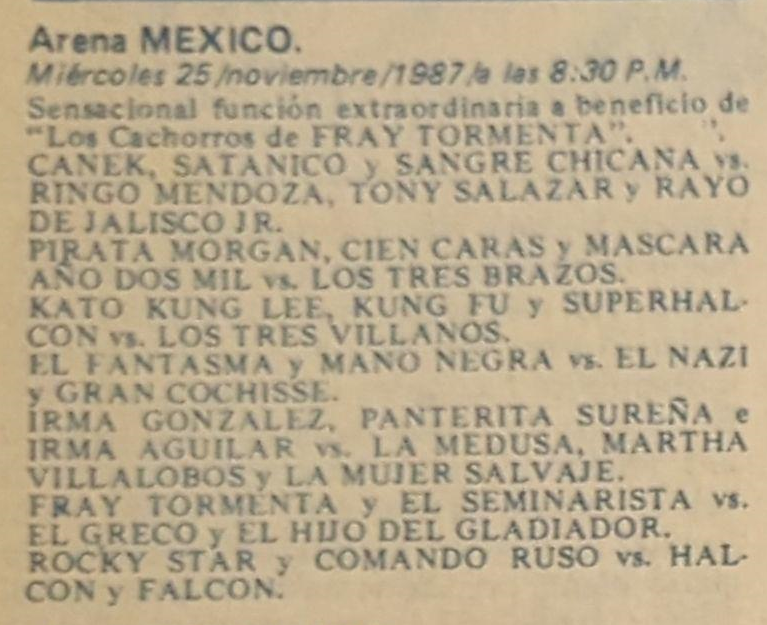 Arena MEXICO.
Miércoles 25/noviembre/1987/a las 8:30 P.M.
Sensacional función extraordinaria a beneficio de
"Los Cachorros de FRAY TORMENTA".
CANEK, SATANICO y SANGRE CHICANA vs.
RINGO MENDOZA, TONY SALAZAR y RAYO
DE JALISCO JR.
PIRATA MORGAN, CIEN CARAS y MASCARA
AÑO DOS MIL vs. LOS TRES BRAZOS.
KATO KUNG LEE, KUNG FU y SUPERHAL-
CON vs. LOS TRES VILLANOS.
EL FANTASMA y MANO NEGRA vs. EL NAZI
y GRAN COCHISSE.
IRMA GONZALEZ, PANTERITA SUREÑA e
IRMA AGUILAR vs. LA MEDUSA, MARTHA
VILLALOBOS y LA MUJER SALVAJE.
FRAY TORMENTA y EL SEMINARISTA vs.
EL GRECO y EL HIJO DEL GLADIADOR.
ROCKY STAR y COMANDO RUSO vs. HAL-
CON y FALCON.